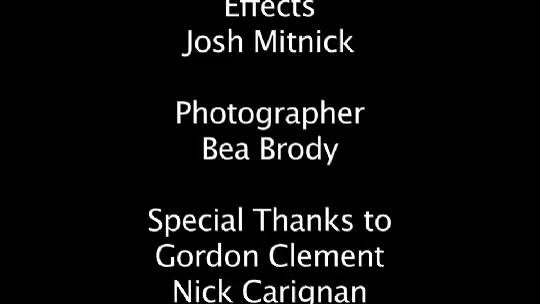 Effects
Josh Mitnick
Photographer
Bea Brody
Special Thanks to
Gordon Clement
Nick Carignan